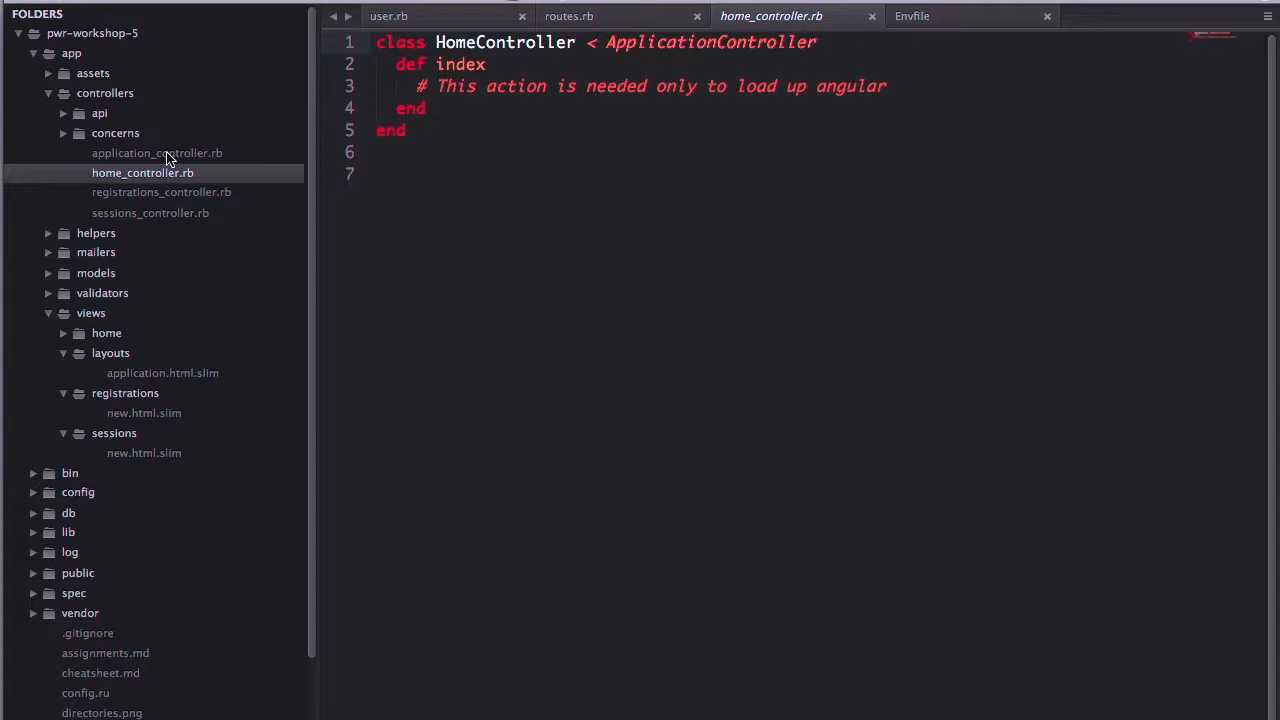 FOLDERS
pwr-workshop-5
app
assets
controllers
api
concerns
application_controller.rb
home_controller.rb
registrations_controller.rb
sessions_controller.rb
helpers
mailers
models
validators
views
home
layouts
application.html.slim
registrations
new.html.slim
sessions
new.html.slim
bin
config
db
lib
log
public
spec
vendor
.gitignore
assignments.md
cheatsheet.md
config.ru
directories.png
user.rb
routes.rb
home_controller.rb
Envfile
1 class HomeController < ApplicationController
2 def index
3 # This action is needed only to load up angular
4 end
5 end
6
7